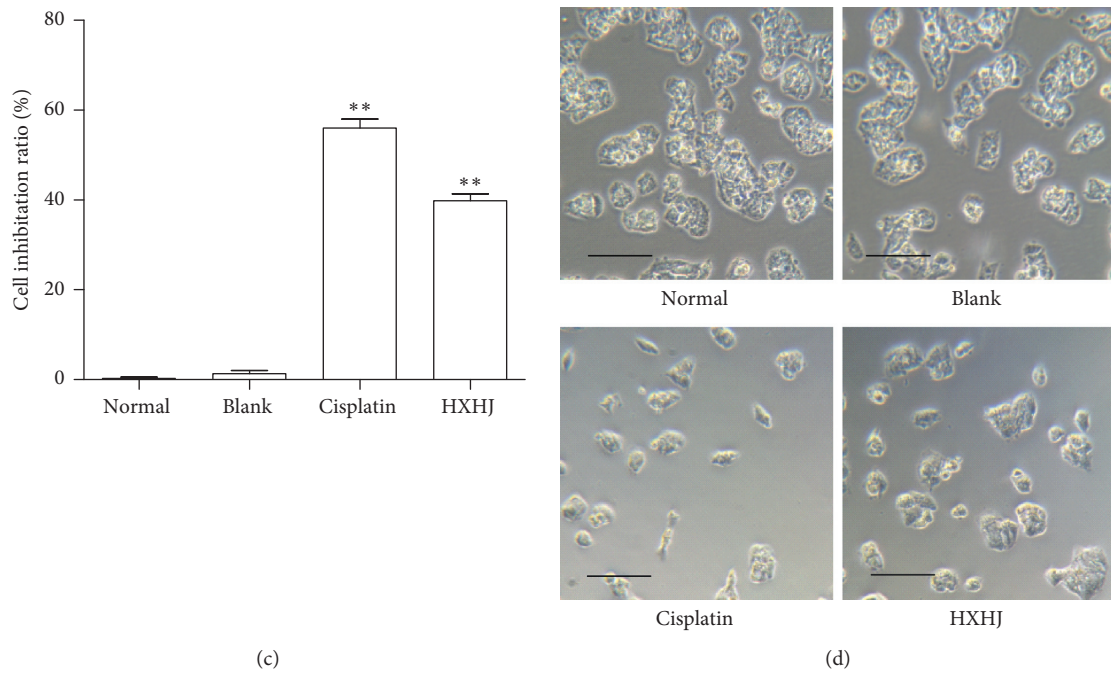 80
60
40
20
0
Cell inhibitation ratio (%)
**
**
Normal
Blank
Cisplatin
HXHJ
(c)
Normal
Blank
Cisplatin
HXHJ
(d)